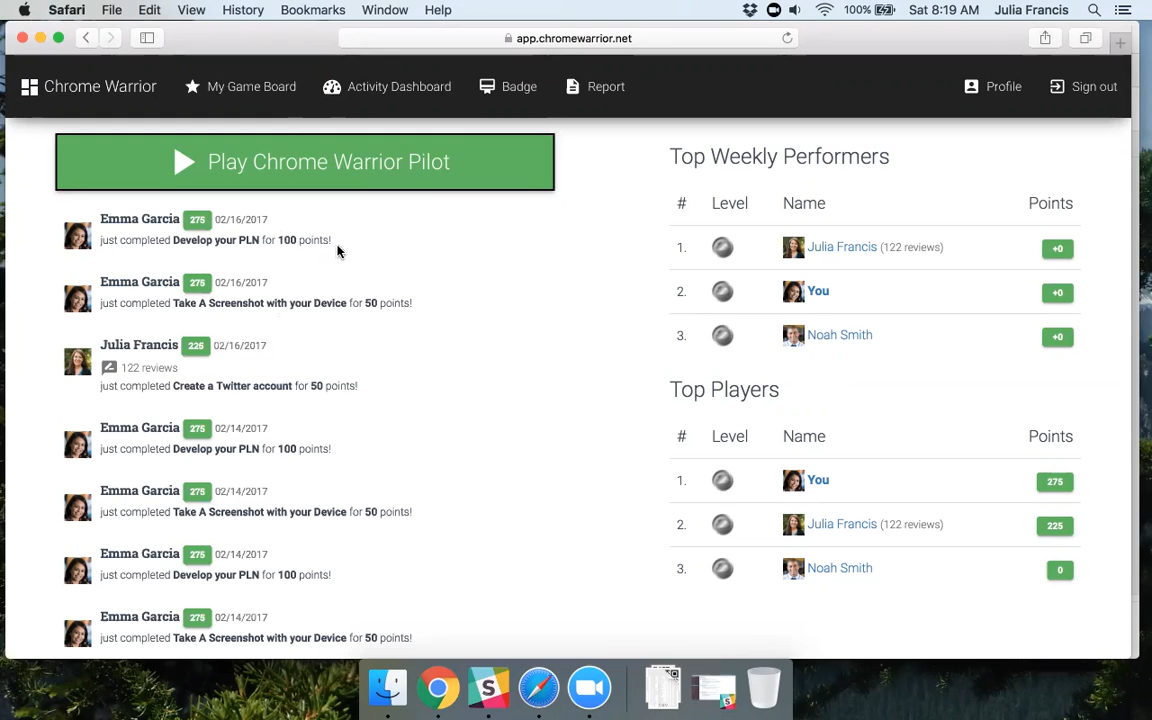 Safari File Edit View History Bookmarks Window Help 100% Sat 8:19 AM Julia Francis
app.chromewarrior.net
Chrome Warrior My Game Board Activity Dashboard Badge Report Profile Sign out
Play Chrome Warrior Pilot
Emma Garcia 275 02/16/2017
just completed Develop your PLN for 100 points!
Emma Garcia 275 02/16/2017
just completed Take A Screenshot with your Device for 50 points!
Julia Francis 225 02/16/2017
122 reviews
just completed Create a Twitter account for 50 points!
Emma Garcia 275 02/14/2017
just completed Develop your PLN for 100 points!
Emma Garcia 275 02/14/2017
just completed Take A Screenshot with your Device for 50 points!
Emma Garcia 275 02/14/2017
just completed Develop your PLN for 100 points!
Emma Garcia 275 02/14/2017
just completed Take A Screenshot with your Device for 50 points!
Top Weekly Performers
# Level Name Points
1. Julia Francis (122 reviews) +0
2. You +0
3. Noah Smith +0
Top Players
# Level Name Points
1. You 275
2. Julia Francis (122 reviews) 225
3. Noah Smith 0